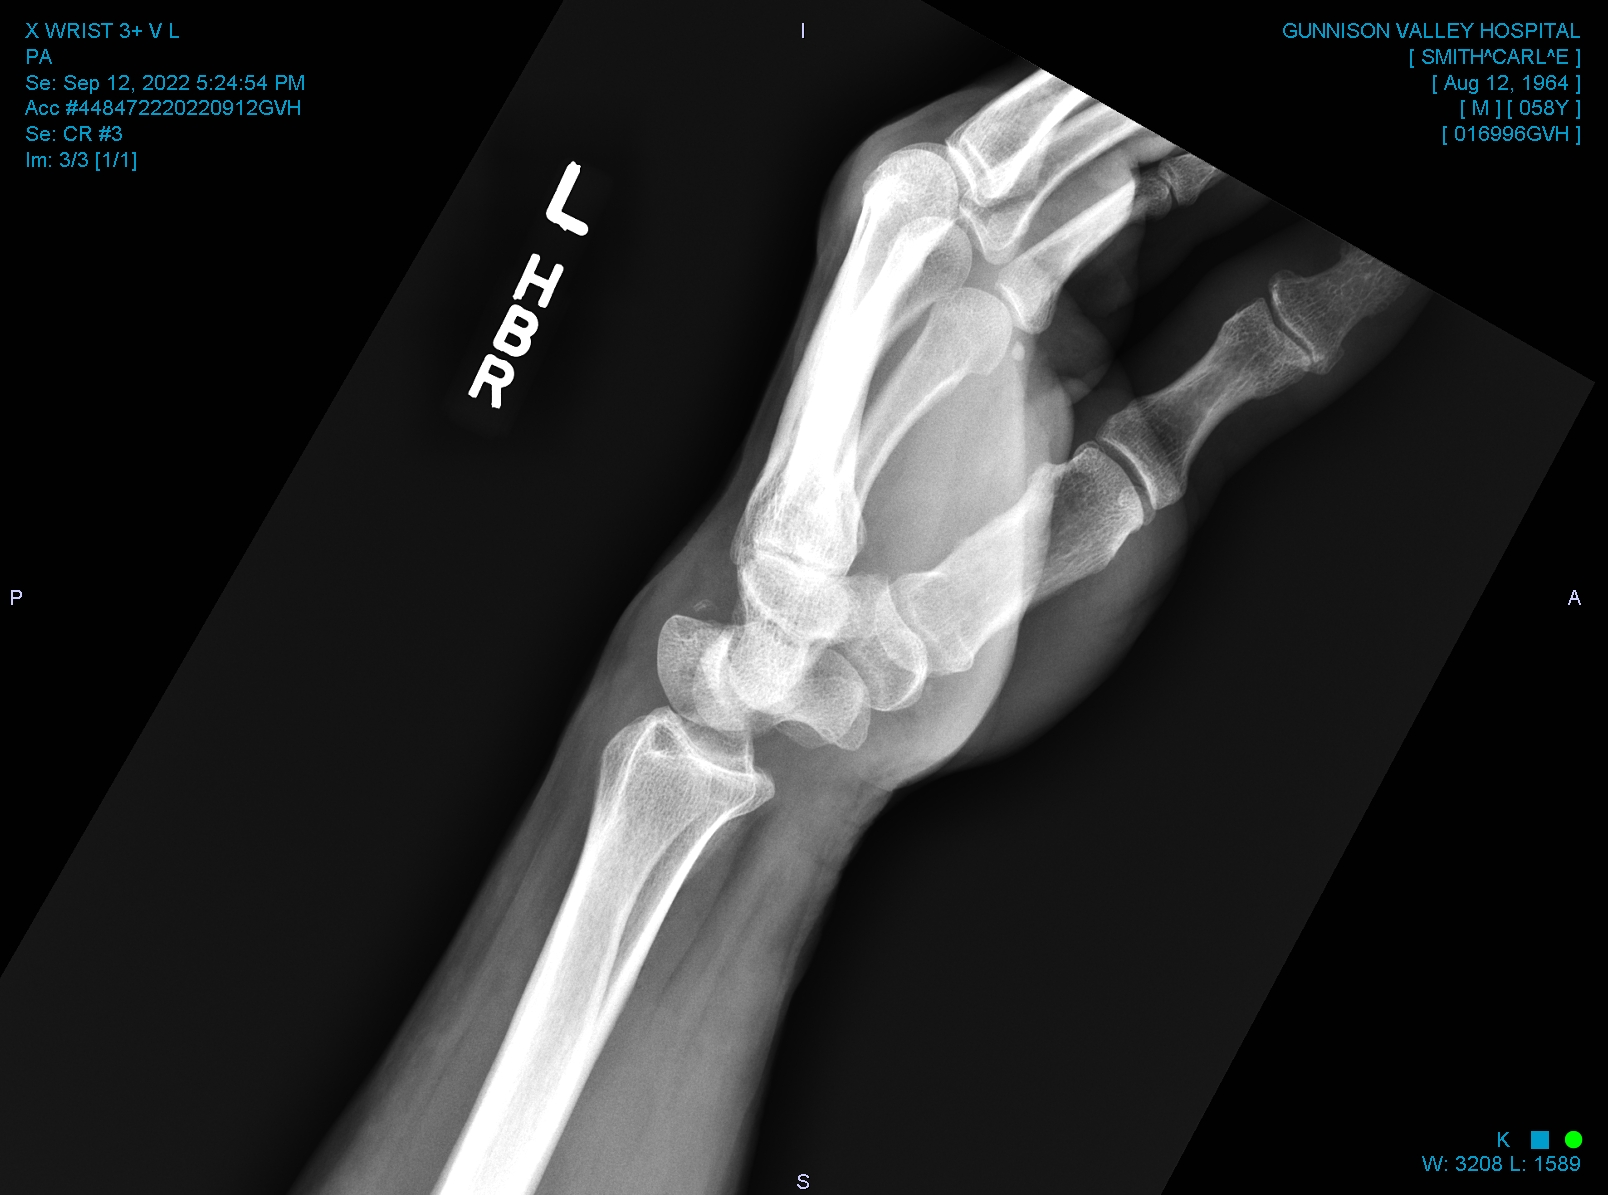 X WRIST 3+ V L
PA
Se: Sep 12, 2022 5:24:54 PM
Acc #448472220220912GVH
Se: CR #3
Im: 3/3 [1/1]
I
GUNNISON VALLEY HOSPITAL
[ SMITH^CARL^E ]
[ Aug 12, 1964 ]
[ M ] [ 058Y ]
[ 016996GVH ]
L
HBR
P
A
K
W: 3208 L: 1589
S